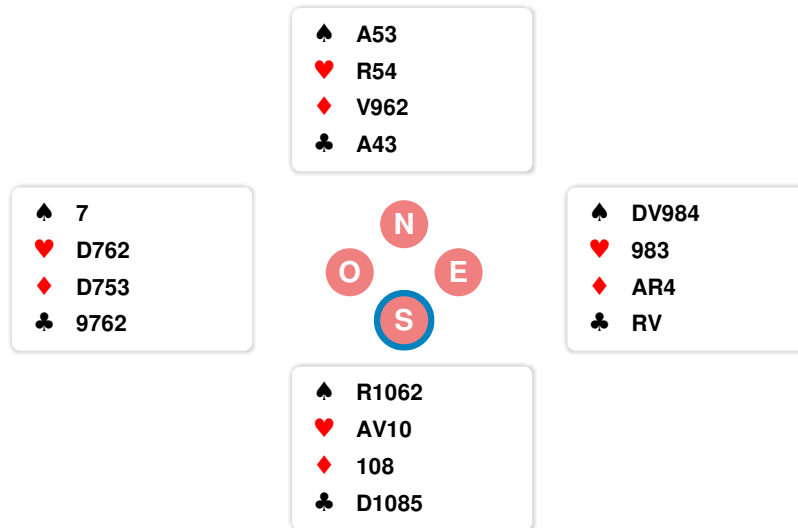 ♠ A53
♥ R54
♦ V962
♣ A43
♠ 7
♥ D762
♦ D753
♣ 9762
N
O E
S
♠ DV984
♥ 983
♦ AR4
♣ RV
♠ R1062
♥ AV10
♦ 108
♣ D1085